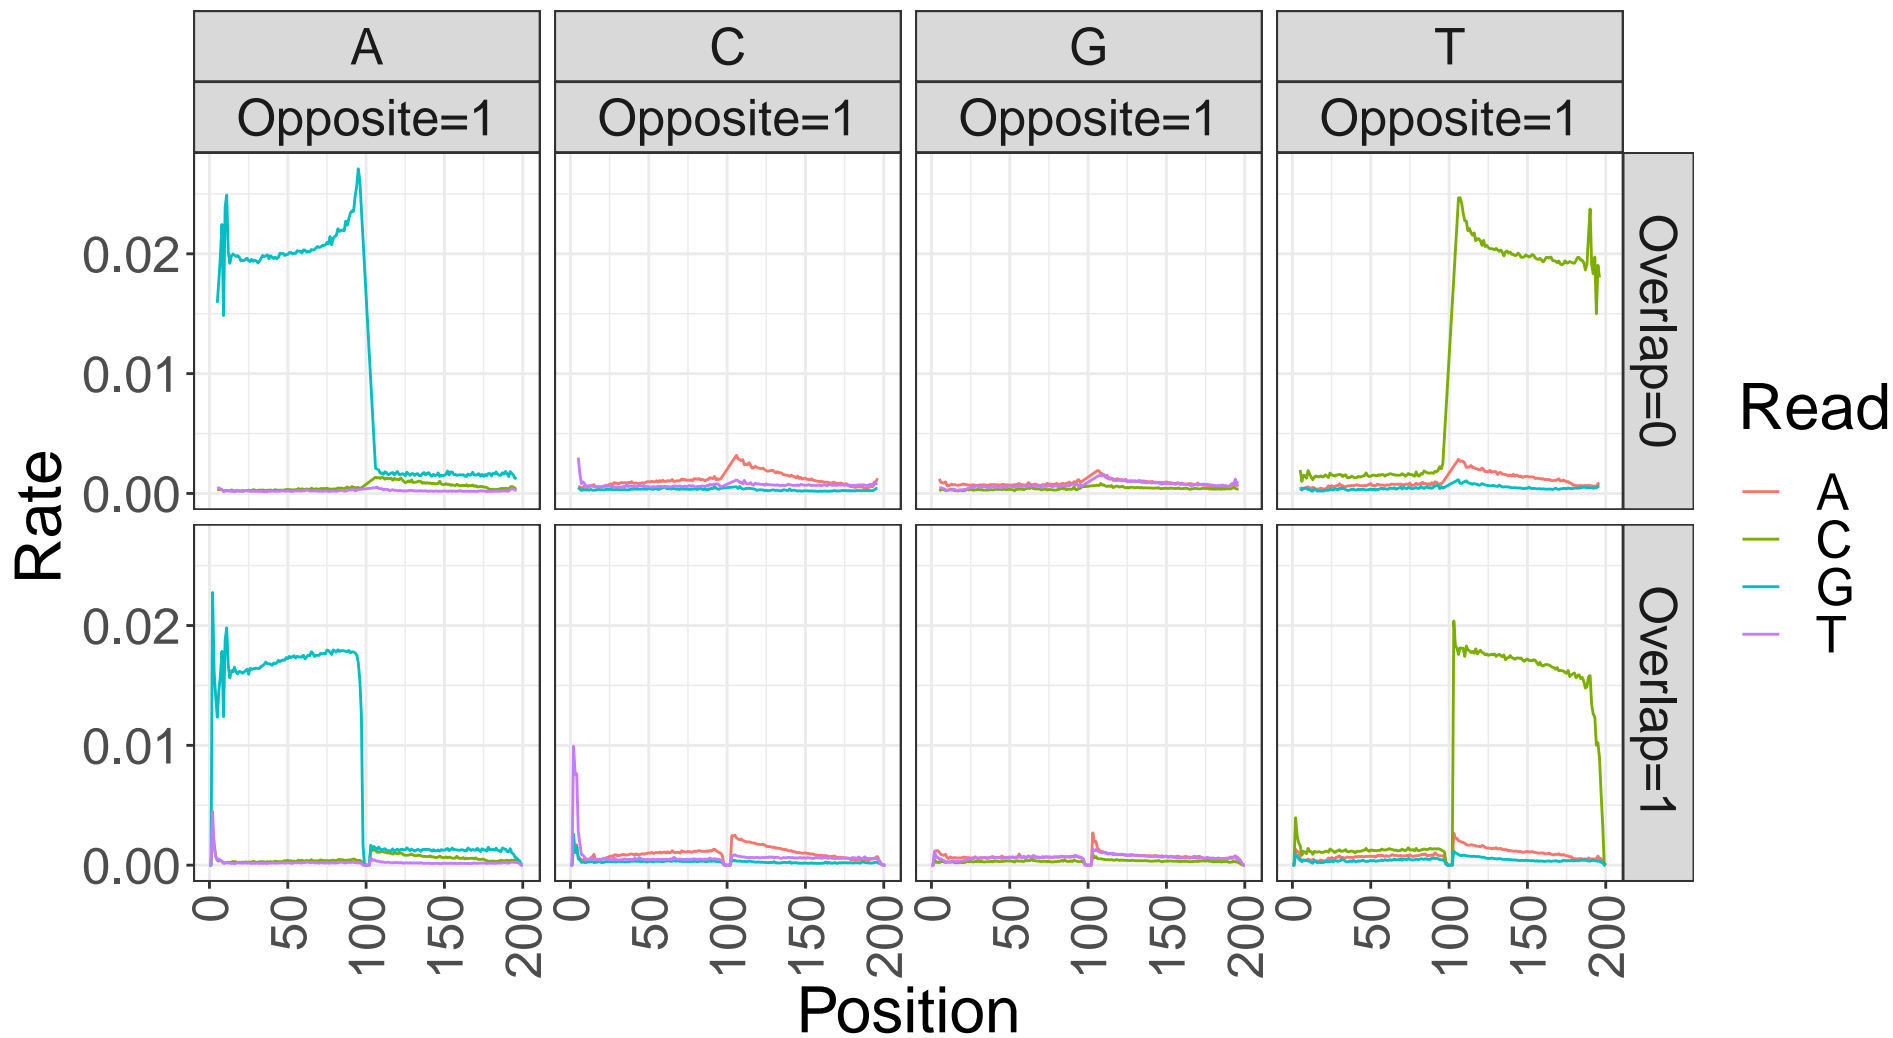 A C G T
Opposite=1 Opposite=1 Opposite=1 Opposite=1
0.02
0.01
0.00
Overlap=0
0.02
0.01
0.00
Overlap=1
Rate
0 50 100 150 200 0 50 100 150 200 0 50 100 150 200 0 50 100 150 200
Position
Read
A
C
G
T